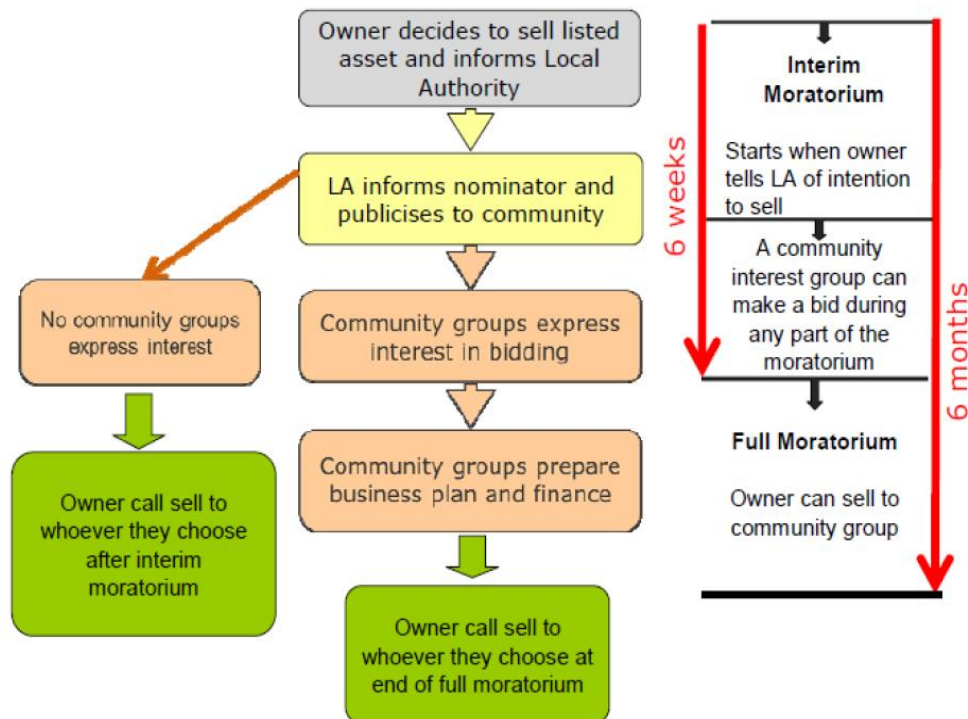 Owner decides to sell listed
asset and informs Local
Authority
LA informs nominator and
publicises to community
No community groups
express interest
Community groups express
interest in bidding
Community groups prepare
business plan and finance
Owner call sell to
whoever they choose
after interim
moratorium
Owner call sell to
whoever they choose at
end of full moratorium
6 weeks
Interim
Moratorium
Starts when owner
tells LA of intention
to sell
A community
interest group can
make a bid during
any part of the
moratorium
Full Moratorium
Owner can sell to
community group
6 months